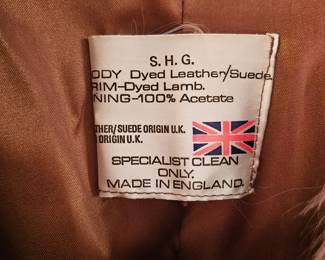 S.H.G.
ODY Dyed Leather/Suede
RIM-Dyed Lamb.
NING-100% Acetate
THER/SUEDE ORIGIN U.K.
ORIGIN U.K.
SPECIALIST CLEAN
ONLY.
MADE IN ENGLAND.